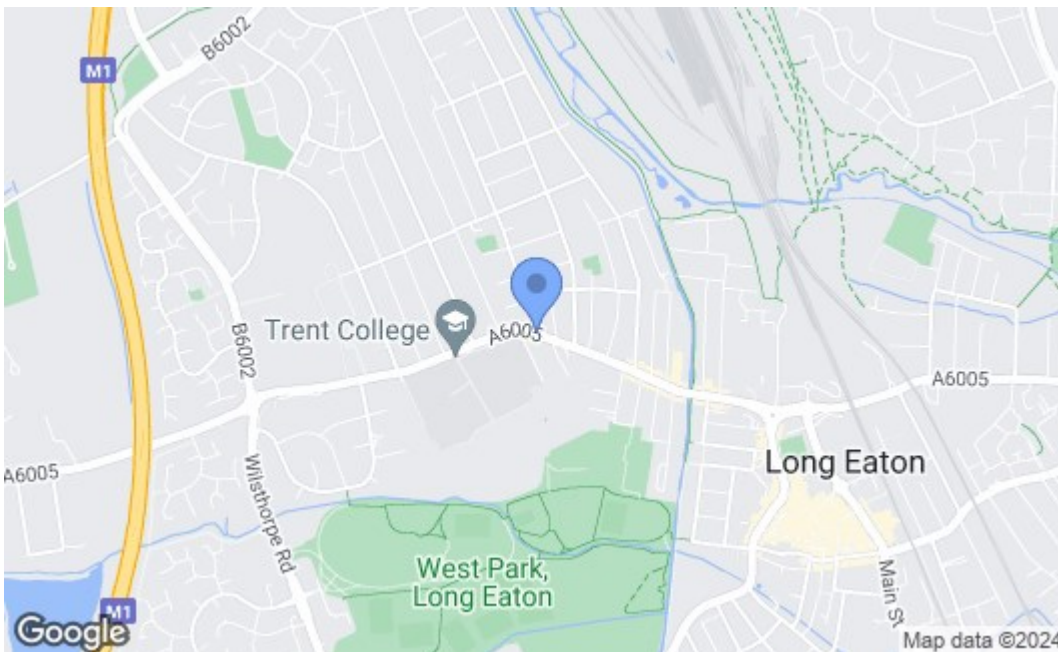 B6002
M1
Trent College
A6005
B6002
A6005
A6005
Long Eaton
Wilsthorpe Rd
West Park,
Long Eaton
Main St
M1
Google
Map data ©2024